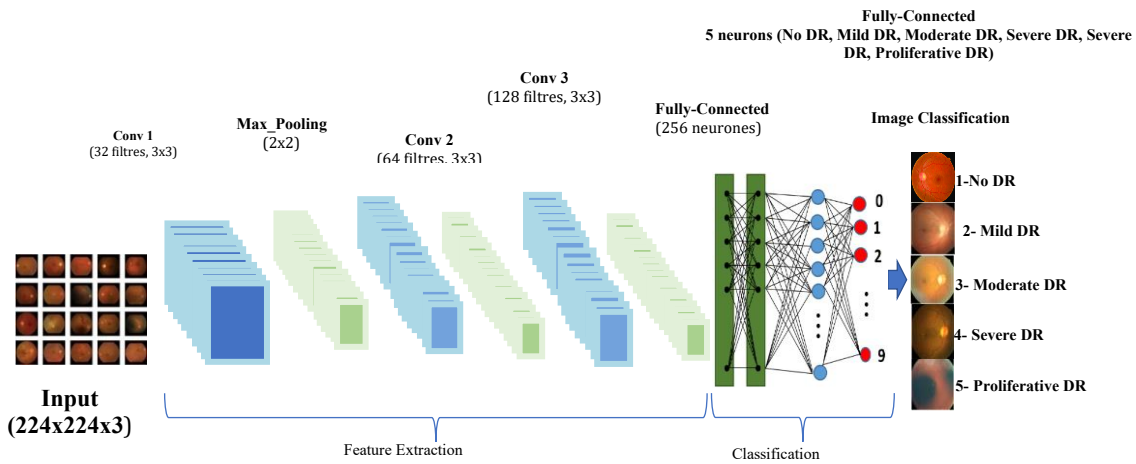 Fully-Connected
5 neurons (No DR, Mild DR, Moderate DR, Severe DR, Severe
DR, Proliferative DR)
Conv 3
(128 filtres, 3x3)
Conv 1
(32 filtres, 3x3)
Max_Pooling
(2x2)
Conv 2
(64 filtres, 3x3)
Fully-Connected
(256 neurones)
Image Classification
0
1
2
9
1-No DR
2- Mild DR
3- Moderate DR
4- Severe DR
5- Proliferative DR
Input
(224x224x3)
Feature Extraction
Classification